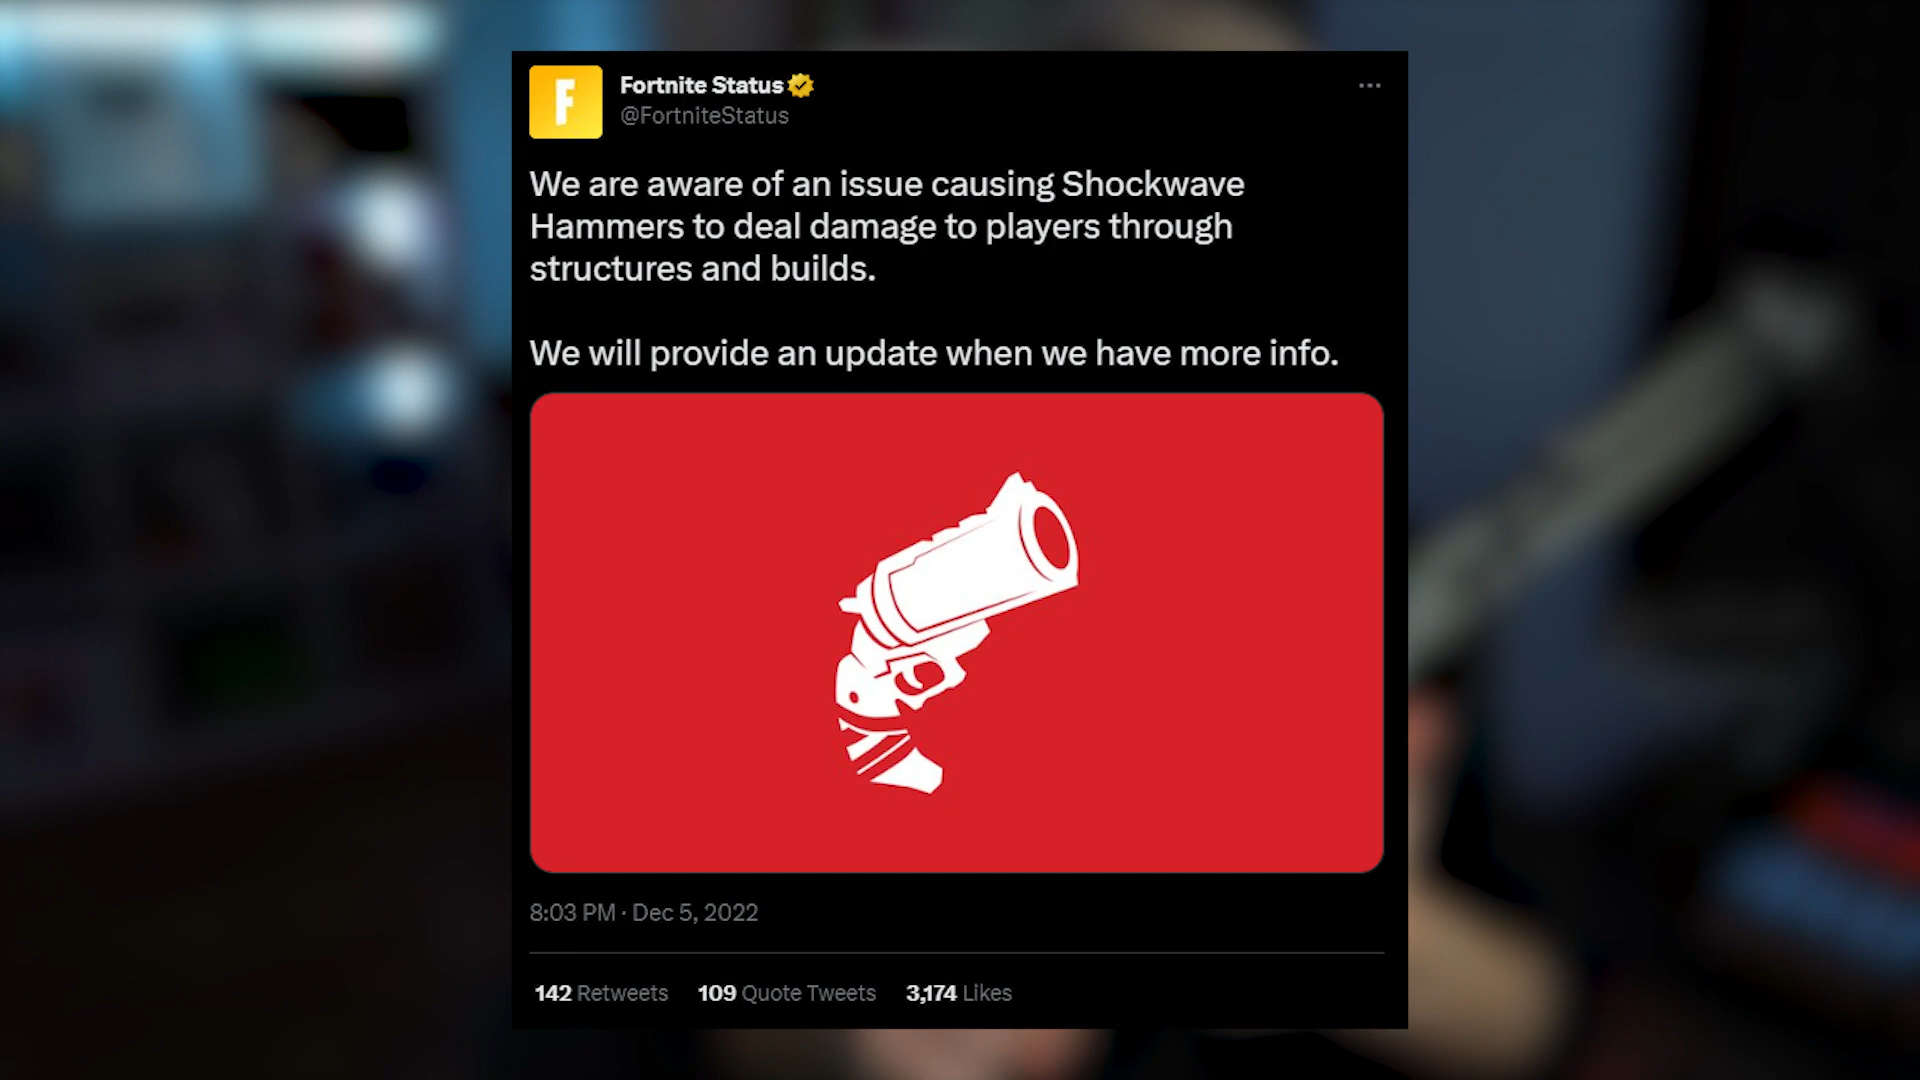 F
Fortnite Status
@FortniteStatus
We are aware of an issue causing Shockwave
Hammers to deal damage to players through
structures and builds.
We will provide an update when we have more info.
8:03 PM · Dec 5, 2022
142 Retweets 109 Quote Tweets 3,174 Likes